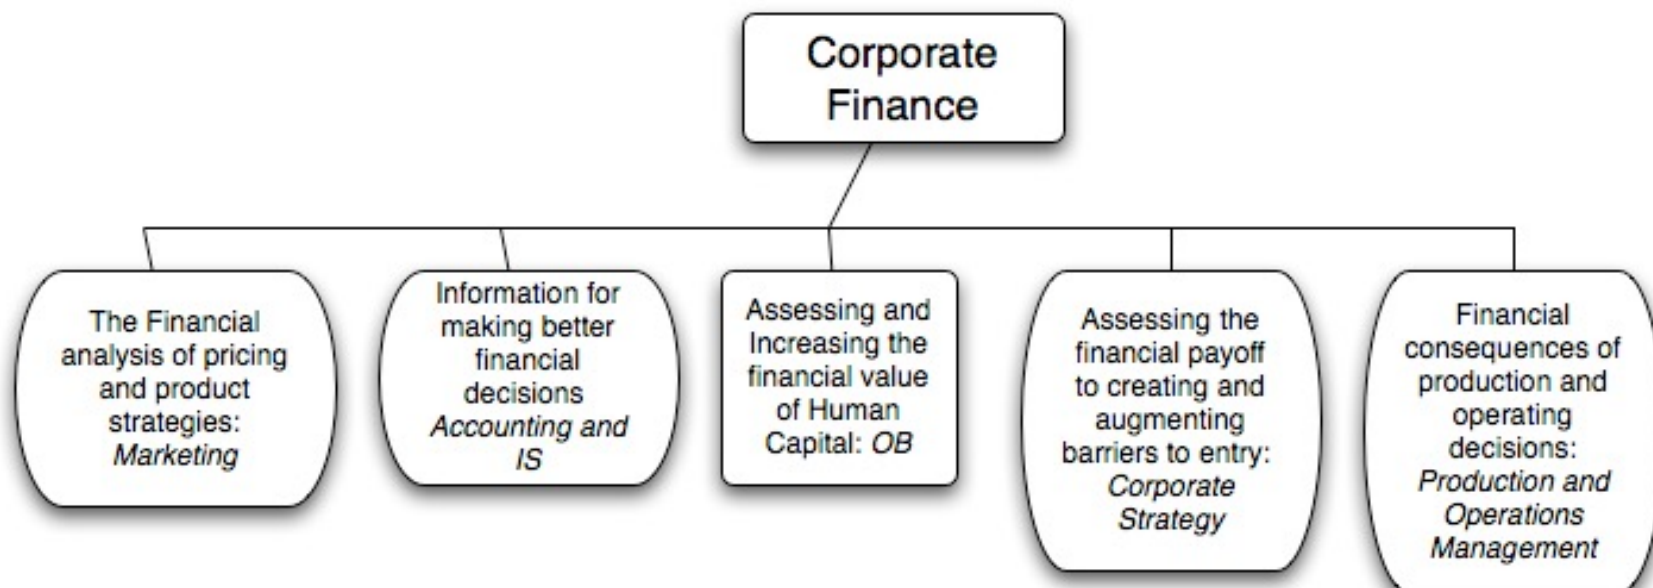 Corporate
Finance
The Financial
analysis of pricing
and product
strategies:
Marketing
Information for
making better
financial
decisions
Accounting and
IS
Assessing and
Increasing the
financial value
of Human
Capital: OB
Assessing the
financial payoff
to creating and
augmenting
barriers to entry:
Corporate
Strategy
Financial
consequences of
production and
operating
decisions:
Production and
Operations
Management